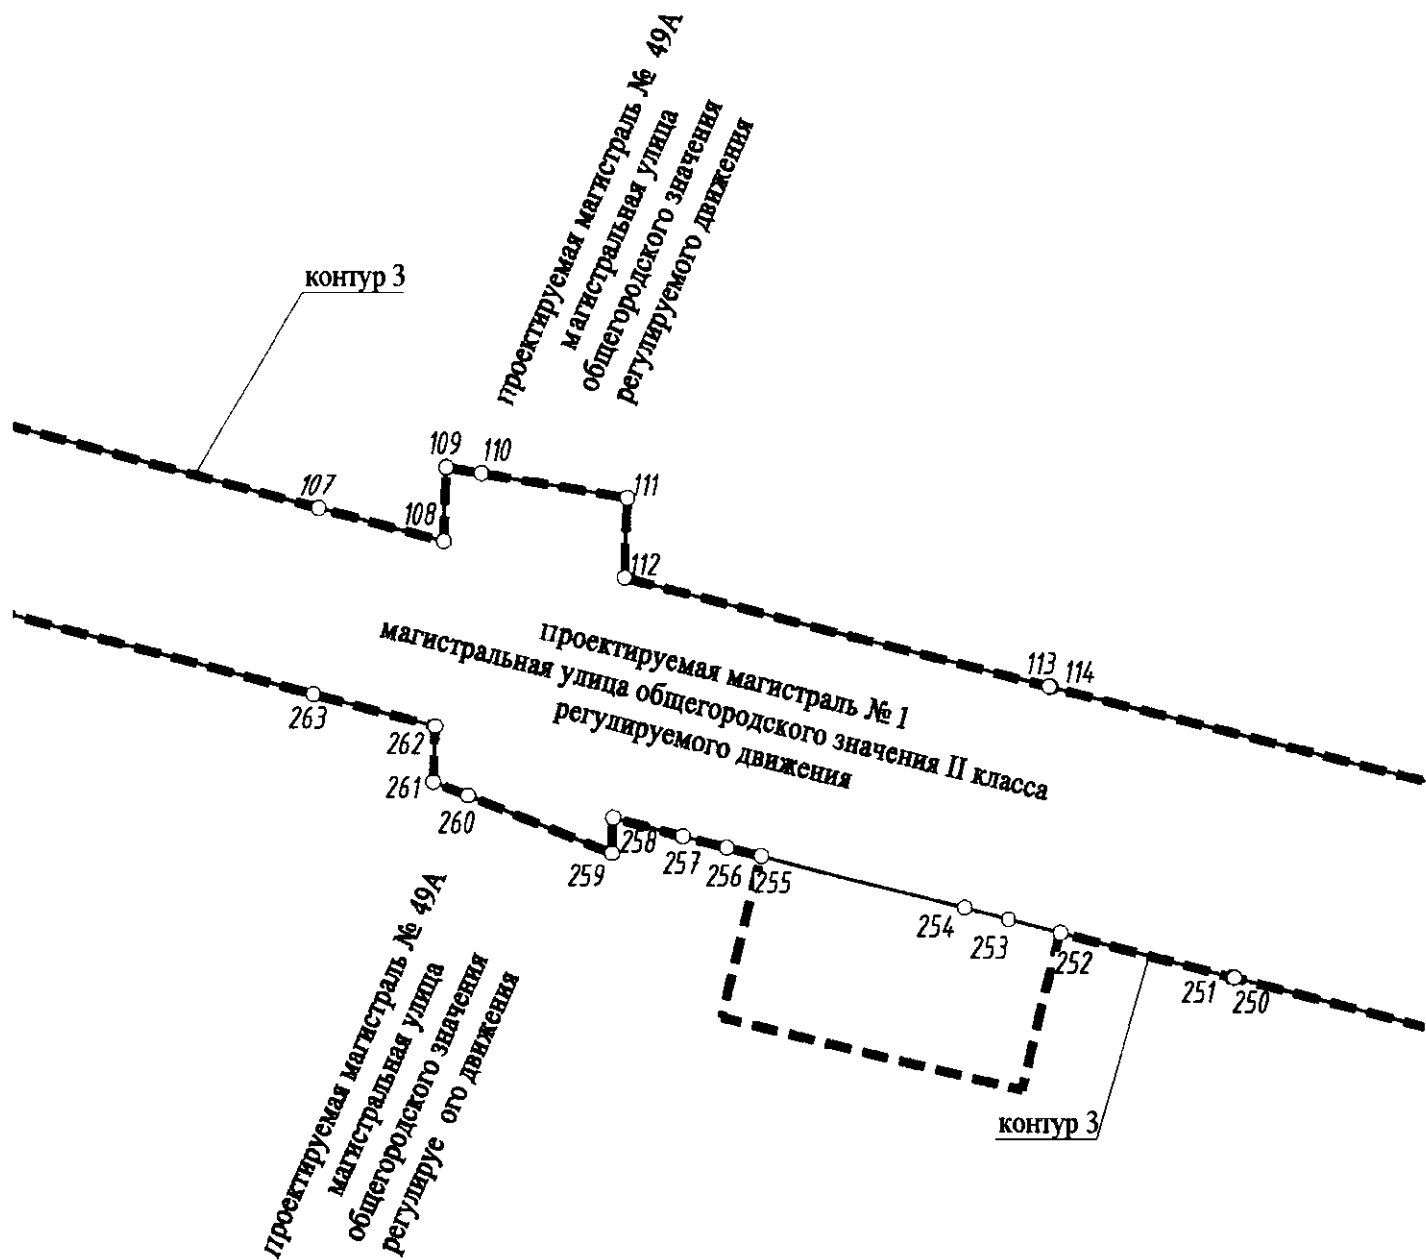 проектируемая магистраль № 49А
магистральная улица
общегородского значения
регулируемого движения
контур 3
109
110
107
111
108
112
проектируемая магистраль № 1
магистральная улица общегородского значения II класса
регулируемого движения
113
114
263
262
261
260
259
258
257
256
255
254
253
252
251
250
проектируемая магистраль № 49А
магистральная улица
общегородского значения
регулируе ого движения
контур 3